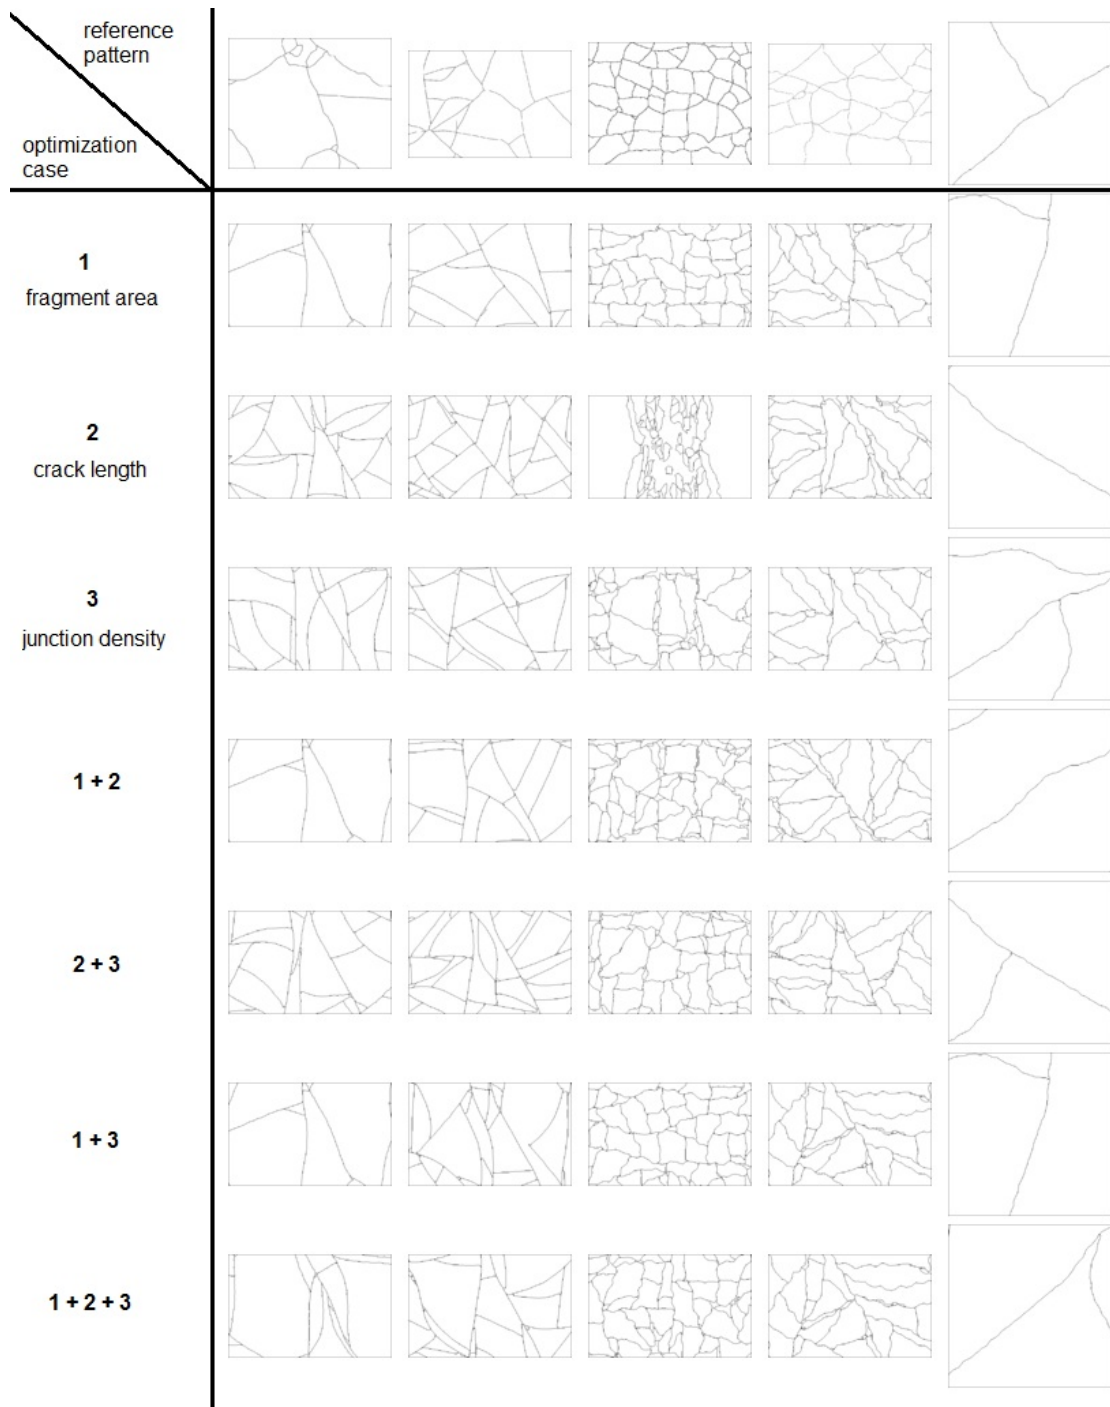 reference
pattern
optimization
case
1
fragment area
2
crack length
3
junction density
1 + 2
2 + 3
1 + 3
1 + 2 + 3